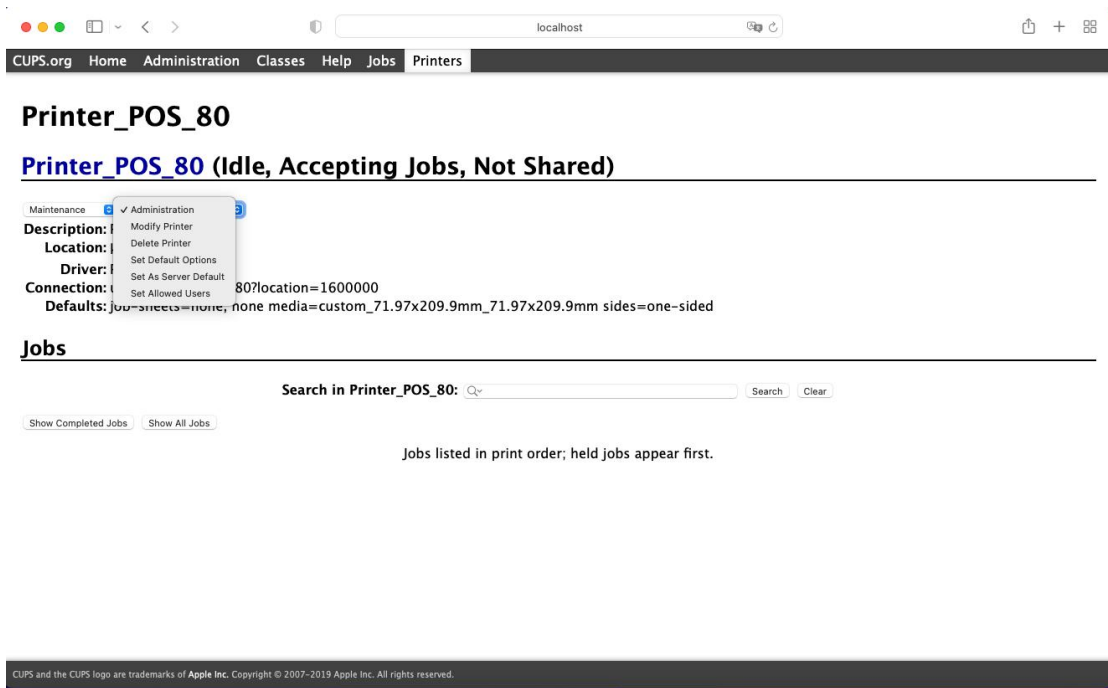 localhost
CUPS.org Home Administration Classes Help Jobs Printers
Printer_POS_80
Printer_POS_80 (Idle, Accepting Jobs, Not Shared)
Maintenance ✓ Administration
Modify Printer
Delete Printer
Set Default Options
Set As Server Default
Set Allowed Users
Description:
Location:
Driver:
Connection: 80?location=1600000
Defaults: job-sheets=none, none media=custom_71.97x209.9mm_71.97x209.9mm sides=one-sided
Jobs
Search in Printer_POS_80: Search Clear
Show Completed Jobs Show All Jobs
Jobs listed in print order; held jobs appear first.
CUPS and the CUPS logo are trademarks of Apple Inc. Copyright © 2007-2019 Apple Inc. All rights reserved.